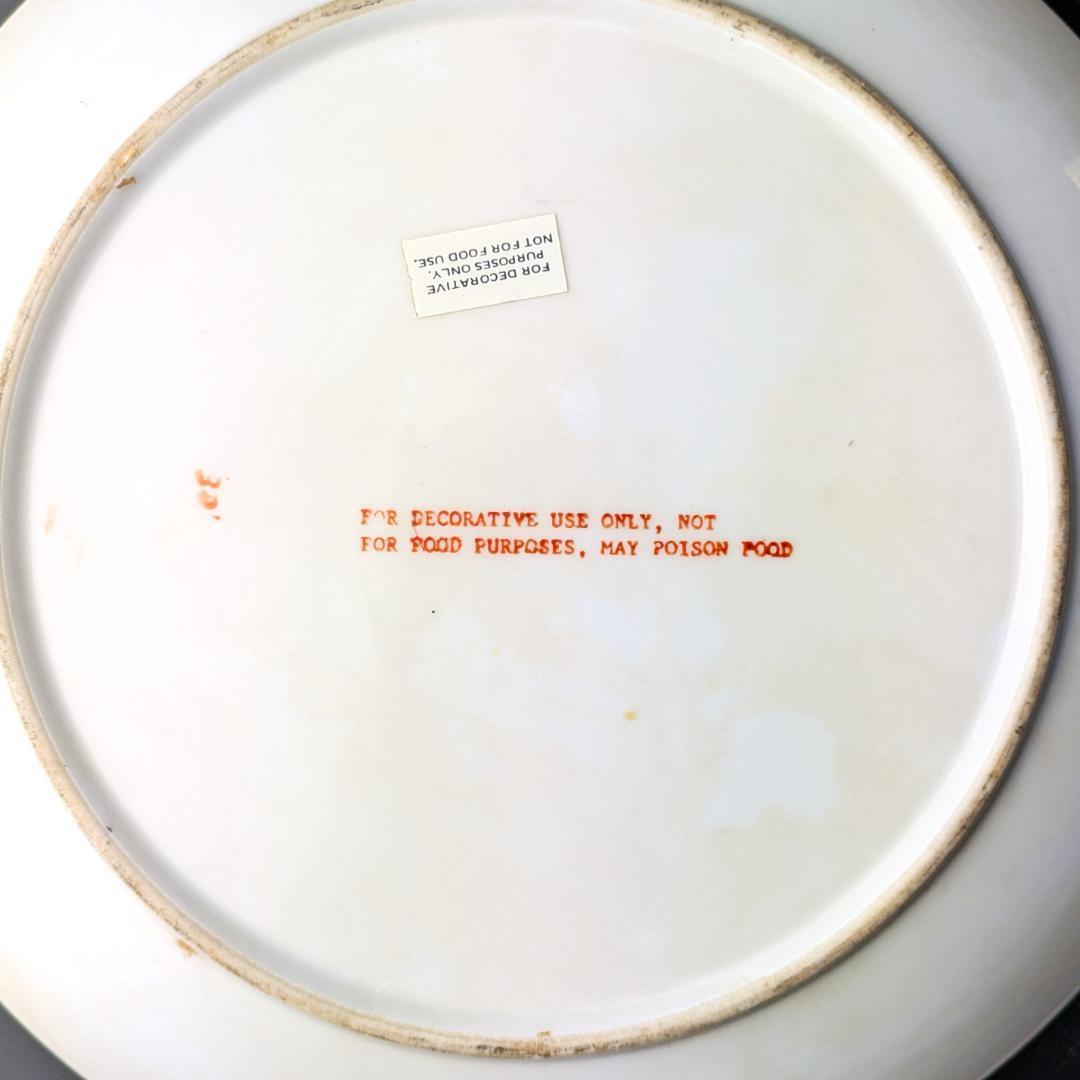 FOR DECORATIVE
PURPOSES ONLY.
NOT FOR FOOD USE.
FOR DECORATIVE USE ONLY, NOT
FOR FOOD PURPOSES, MAY POISON FOOD